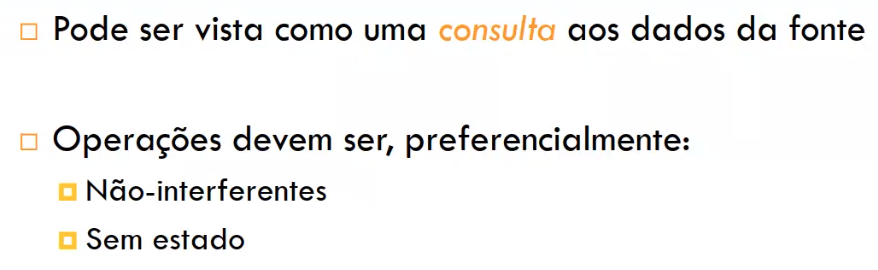 Pode ser vista como uma consulta aos dados da fonte
Operações devem ser, preferencialmente:
Não-interferentes
Sem estado